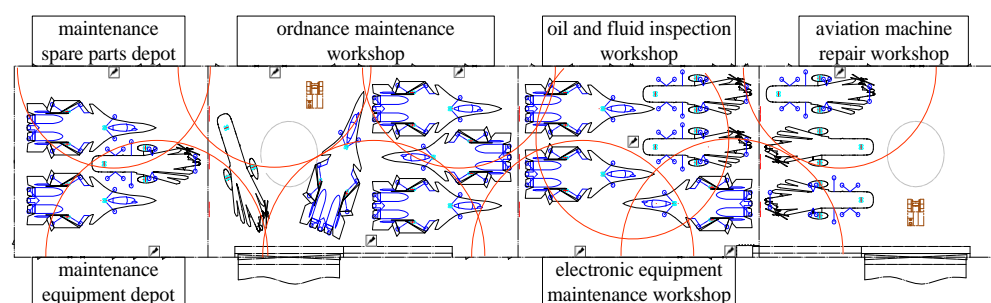 maintenance
spare parts depot
ordnance maintenance
workshop
oil and fluid inspection
workshop
aviation machine
repair workshop
maintenance
equipment depot
electronic equipment
maintenance workshop